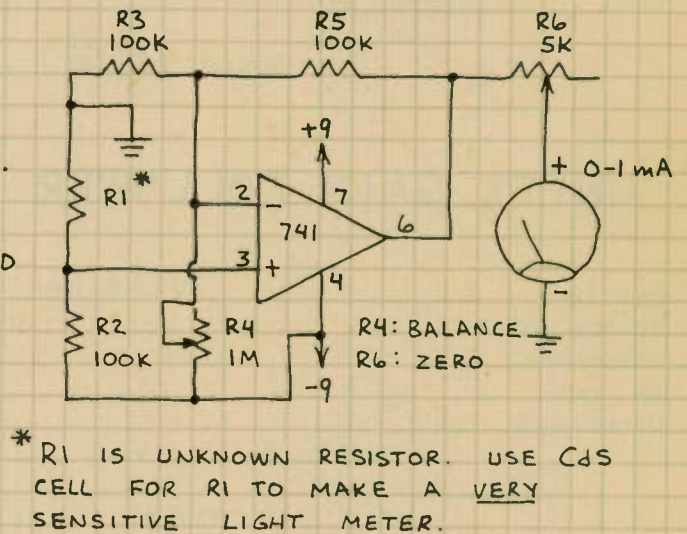 R3
100K
R5
100K
R6
5K
+9
+ 0-1 mA
R1 *
2 -
7
741
6
3 +
4
D
-
R2
100K
R4
1M
R4: BALANCE
R6: ZERO
-9
* R1 IS UNKNOWN RESISTOR. USE CdS
CELL FOR R1 TO MAKE A VERY
SENSITIVE LIGHT METER.